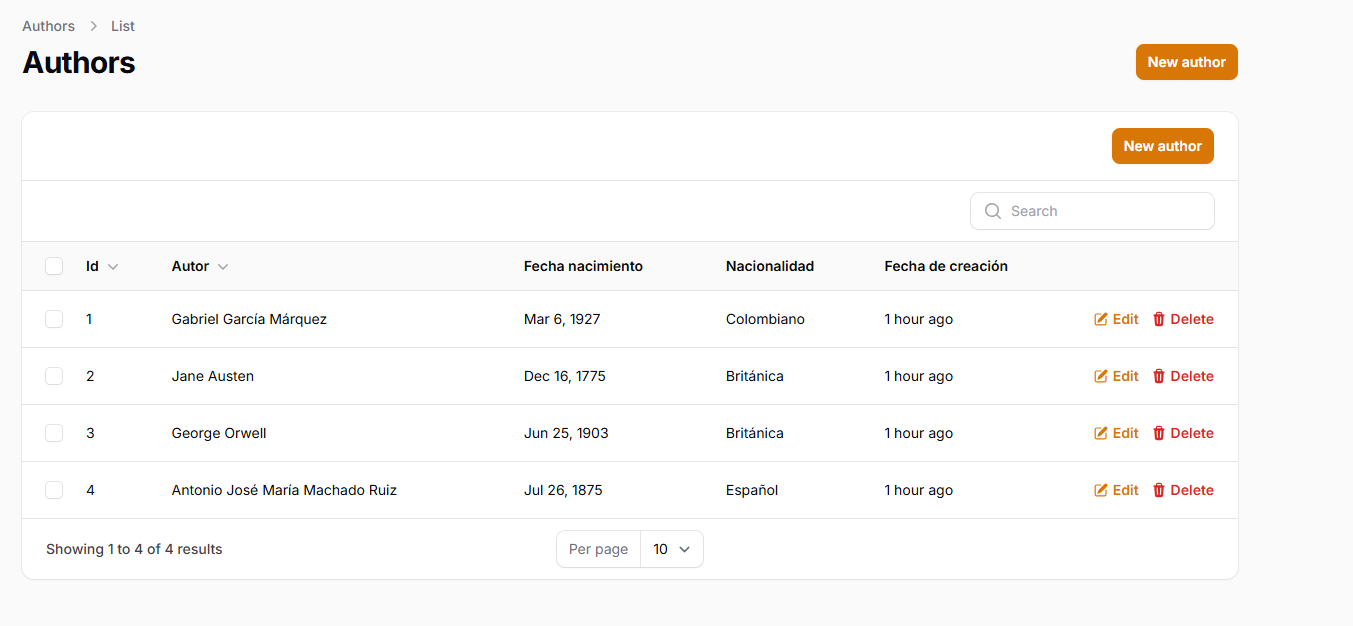 Authors > List
Authors
New author
New author
Search
Id Autor Fecha nacimiento Nacionalidad Fecha de creación
1 Gabriel García Márquez Mar 6, 1927 Colombiano 1 hour ago Edit Delete
2 Jane Austen Dec 16, 1775 Británica 1 hour ago Edit Delete
3 George Orwell Jun 25, 1903 Británica 1 hour ago Edit Delete
4 Antonio José María Machado Ruiz Jul 26, 1875 Español 1 hour ago Edit Delete
Showing 1 to 4 of 4 results Per page 10